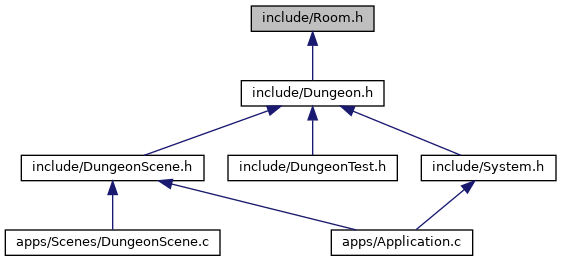 include/Room.h
include/Dungeon.h
include/DungeonScene.h
include/DungeonTest.h
include/System.h
apps/Scenes/DungeonScene.c
apps/Application.c